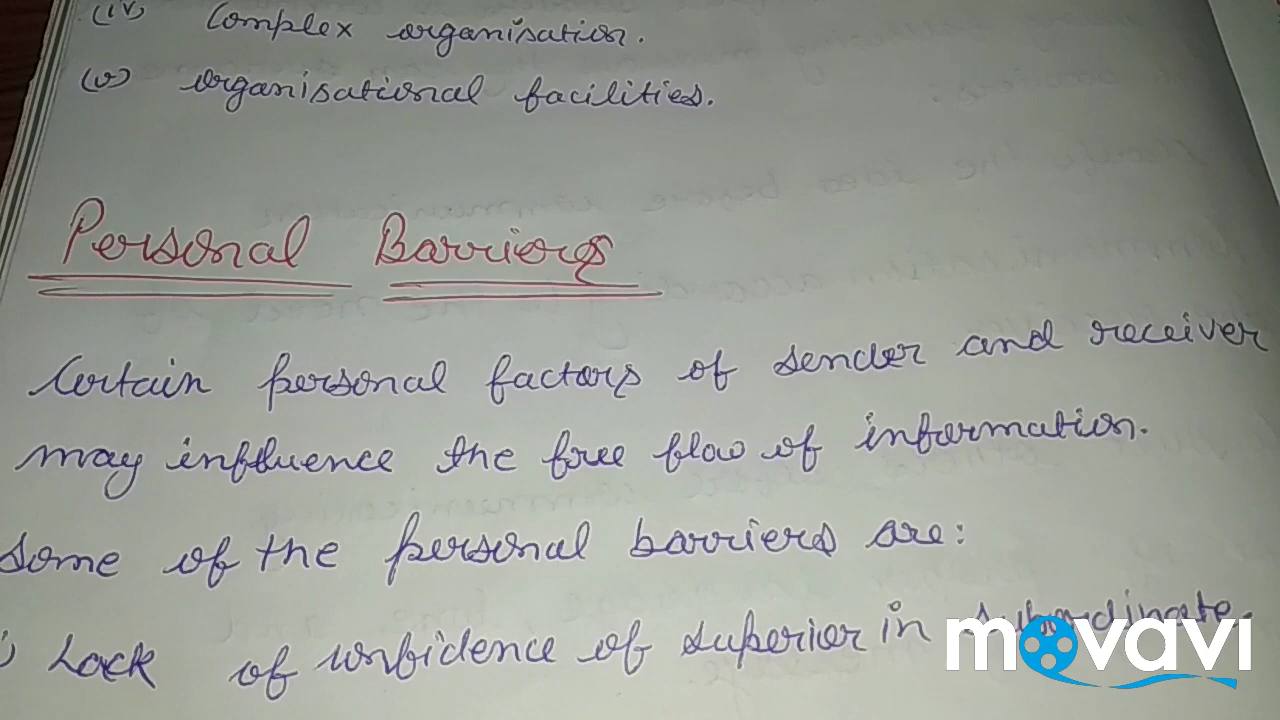 (iv) Complex organisation.
(v) organisational facilities.
Personal Barriers
Certain personal factors of sender and receiver
may influence the free flow of information.
Some of the personal barriers are:
i) Lack of confidence of superior in subordinate.
movavi